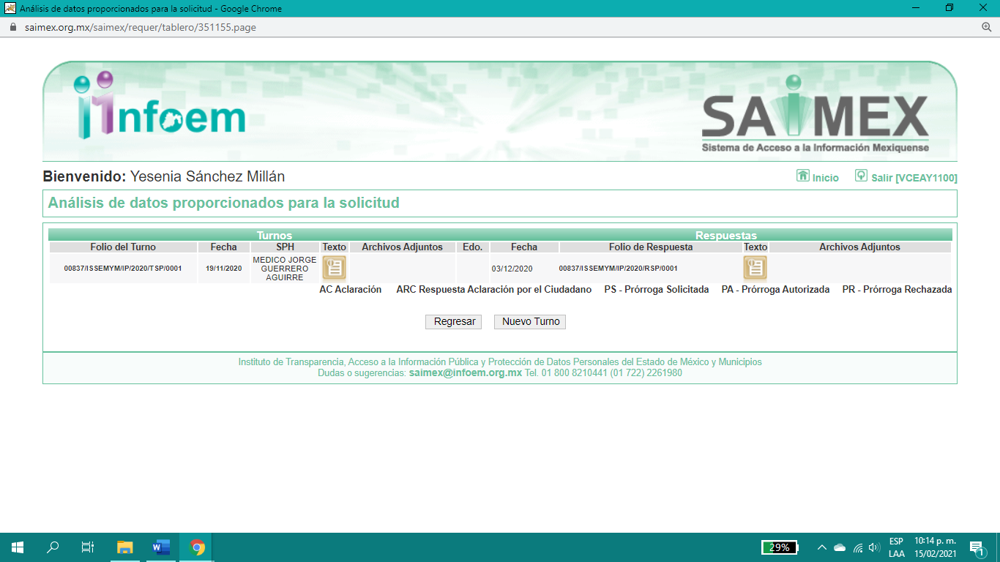 Análisis de datos proporcionados para la solicitud - Google Chrome
saimex.org.mx/saimex/requer/tablero/351155.page
infoem
SAIMEX
Sistema de Acceso a la Información Mexiquense
Bienvenido: Yesenia Sánchez Millán
Inicio Salir [VCEAY1100]
Análisis de datos proporcionados para la solicitud
Turnos Respuestas
Folio del Turno Fecha SPH Texto Archivos Adjuntos Edo. Fecha Folio de Respuesta Texto Archivos Adjuntos
00837/ISSEMYM/IP/2020/TSP/0001 19/11/2020 MEDICO JORGE GUERRERO AGUIRRE 03/12/2020 00837/ISSEMYM/IP/2020/RSP/0001
AC Aclaración ARC Respuesta Aclaración por el Ciudadano PS - Prórroga Solicitada PA - Prórroga Autorizada PR - Prórroga Rechazada
Regresar Nuevo Turno
Instituto de Transparencia, Acceso a la Información Pública y Protección de Datos Personales del Estado de México y Municipios
Dudas o sugerencias: saimex@infoem.org.mx Tel. 01 800 8210441 (01 722) 2261980
29%
ESP
LAA
10:14 p. m.
15/02/2021
1